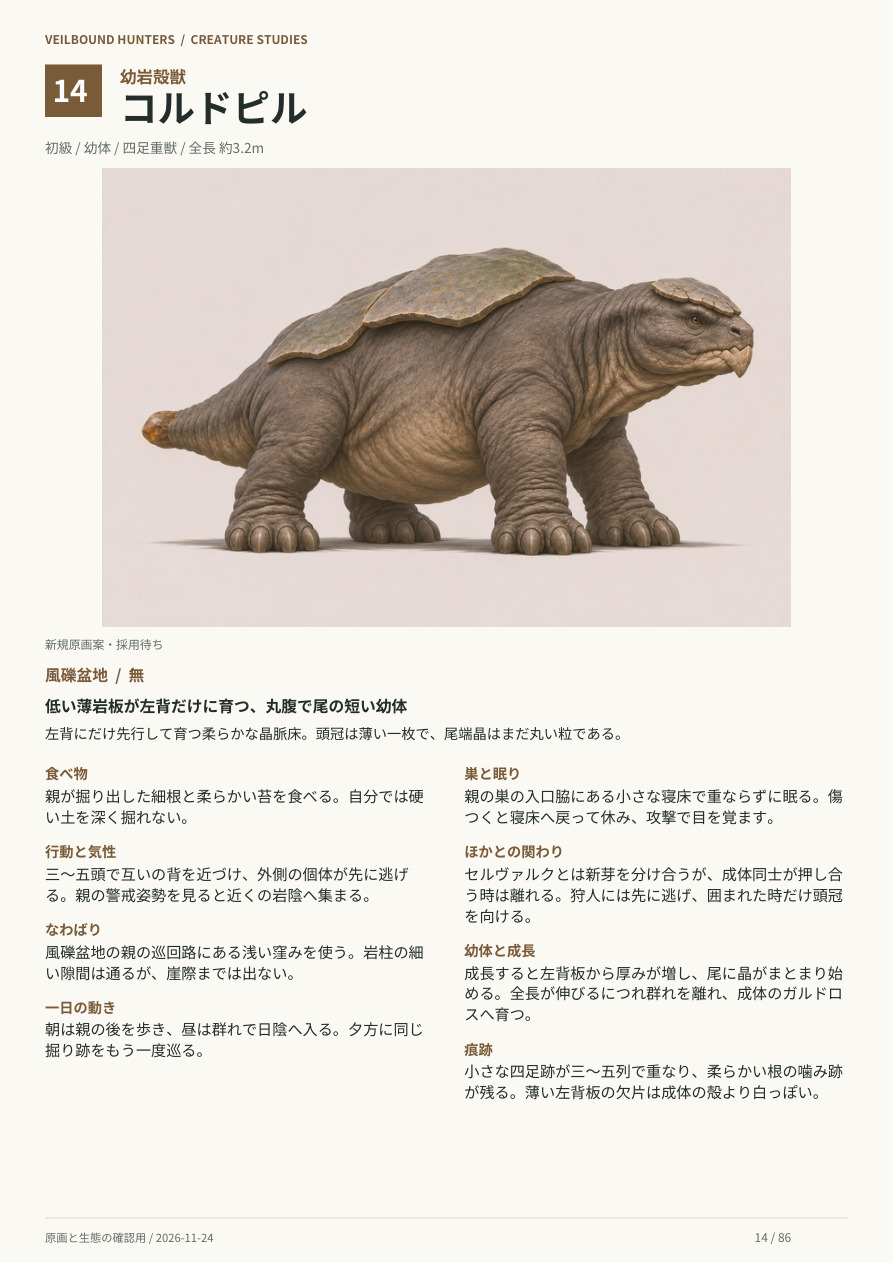 VEILBOUND HUNTERS / CREATURE STUDIES
14
幼岩殻獣
コルドピル
初級 / 幼体 / 四足重獣 / 全長 約3.2m
新規原画案・採用待ち
風礫盆地 / 無
低い薄岩板が左背だけに育つ、丸腹で尾の短い幼体
左背にだけ先行して育つ柔らかな晶脈床。頭冠は薄い一枚で、尾端晶はまだ丸い粒である。
食べ物
親が掘り出した細根と柔らかい苔を食べる。自分では硬
い土を深く掘れない。
行動と気性
三〜五頭で互いの背を近づけ、外側の個体が先に逃げ
る。親の警戒姿勢を見ると近くの岩陰へ集まる。
なわばり
風礫盆地の親の巡回路にある浅い窪みを使う。岩柱の細
い隙間は通るが、崖際までは出ない。
一日の動き
朝は親の後を歩き、昼は群れで日陰へ入る。夕方に同じ
掘り跡をもう一度巡る。
巣と眠り
親の巣の入口脇にある小さな寝床で重ならずに眠る。傷
つくと寝床へ戻って休み、攻撃で目を覚ます。
ほかとの関わり
セルヴァルクとは新芽を分け合うが、成体同士が押し合
う時は離れる。狩人には先に逃げ、囲まれた時だけ頭冠
を向ける。
幼体と成長
成長すると左背板から厚みが増し、尾に晶がまとまり始
める。全長が伸びるにつれ群れを離れ、成体のガルドロ
スへ育つ。
痕跡
小さな四足跡が三〜五列で重なり、柔らかい根の噛み跡
が残る。薄い左背板の欠片は成体の殻より白っぽい。
原画と生態の確認用 / 2026-11-24
14 / 86